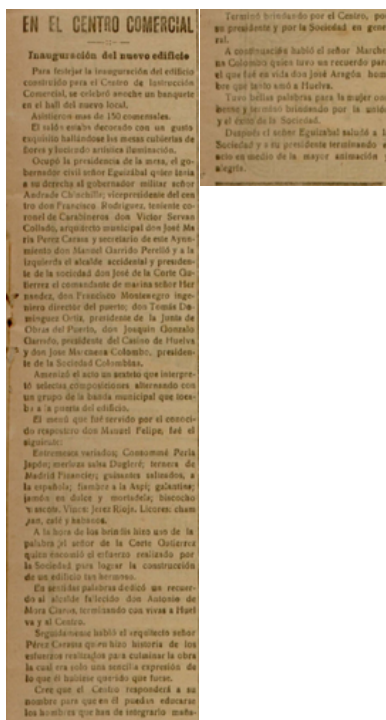 EN EL CENTRO COMERCIAL
Inauguración del nuevo edificio
Para festejar la inauguración del edificio
construido para el Centro de Instrucción
Comercial, se celebró anoche un banquete
en el hall del nuevo local.
Asistieron mas de 150 comensales.
El salón estaba decorado con un gusto
exquisito hallándose las mesas cubiertas de
flores y luciendo artística iluminación.
Ocupó la presidencia de la mesa, el go-
bernador civil señor Eguizábal quien tenía
a su derecha al gobernador militar señor
Andrade Chinchilla; vicepresidente del cen
tro don Francisco Rodríguez, teniente co-
ronel de Carabineros don Victor Servan
Collado, arquitecto municipal don José Ma
ría Perez Carasa y secretario de este Ayun-
amiento don Manuel Garrido Perelló y a la
izquierda el alcalde accidental y presiden-
te de la sociedad don José de la Corte Gu-
tierrez el comandante de marina señor Her
nandez, don Francisco Montenegro inge-
niero director del puerto; don Tomás Do-
minguez Ortiz, presidente de la Junta de
Obras del Puerto, don Joaquín Gonzalo
Garrido, presidente del Casino de Huelva
y don Jose Marchena Colombo, presiden-
te de la Sociedad Colombina.
Amenizó el acto un sexteto que interpre-
tó selectas composiciones alternando con
un grupo de la banda municipal que toca-
ba a la puerta del edificio.
El menú que fué servido por el conoci-
do repostero don Manuel Felipe, fué el
siguiente:
Entremeses variados; Consommé Perla
Japón; merluza salsa Dugleré; ternera de
Madrid Financier; guisantes salteados, a
la española; fiambre a la Aspi; galantina;
jamón en dulce y mortadela; biscocho
mascota. Vinos: Jerez Rioja. Licores: cham
pan, café y habanos.
A la hora de los brindis hizo uso de la
palabra el señor de la Corte Gutierrez
quien encomió el esfuerzo realizado por
la Sociedad para lograr la construcción
de un edificio tan hermoso.
En sentidas palabras dedicó un recuer-
do al alcalde fallecido don Antonio de
Mora Claros, terminando con vivas a Huel
va y al Centro.
Seguidamente habló el arquitecto señor
Pérez Carasa quien hizo historia de los
esfuerzos realizados para culminar la obra
la cual era solo una sencilla expresión de
lo que él hubiese querido que fuese.
Cree que el Centro responderá a su
nombre para que en él puedan educarse
los hombres que han de integrarlo maña-
Terminó brindando por el Centro, por
su presidente y por la Sociedad en gene
ral.
A continuación habló el señor Marche
na Colombo quien tuvo un recuerdo para
el que fué en vida don José Aragón hom
bre que tanto amó a Huelva.
Tuvo bellas palabras para la mujer on
bense y terminó brindando por la unión
y el éxito de la Sociedad.
Después el señor Eguizabal saludó a l
Sociedad y a su presidente terminando
acto en medio de la mayor animación
alegría.